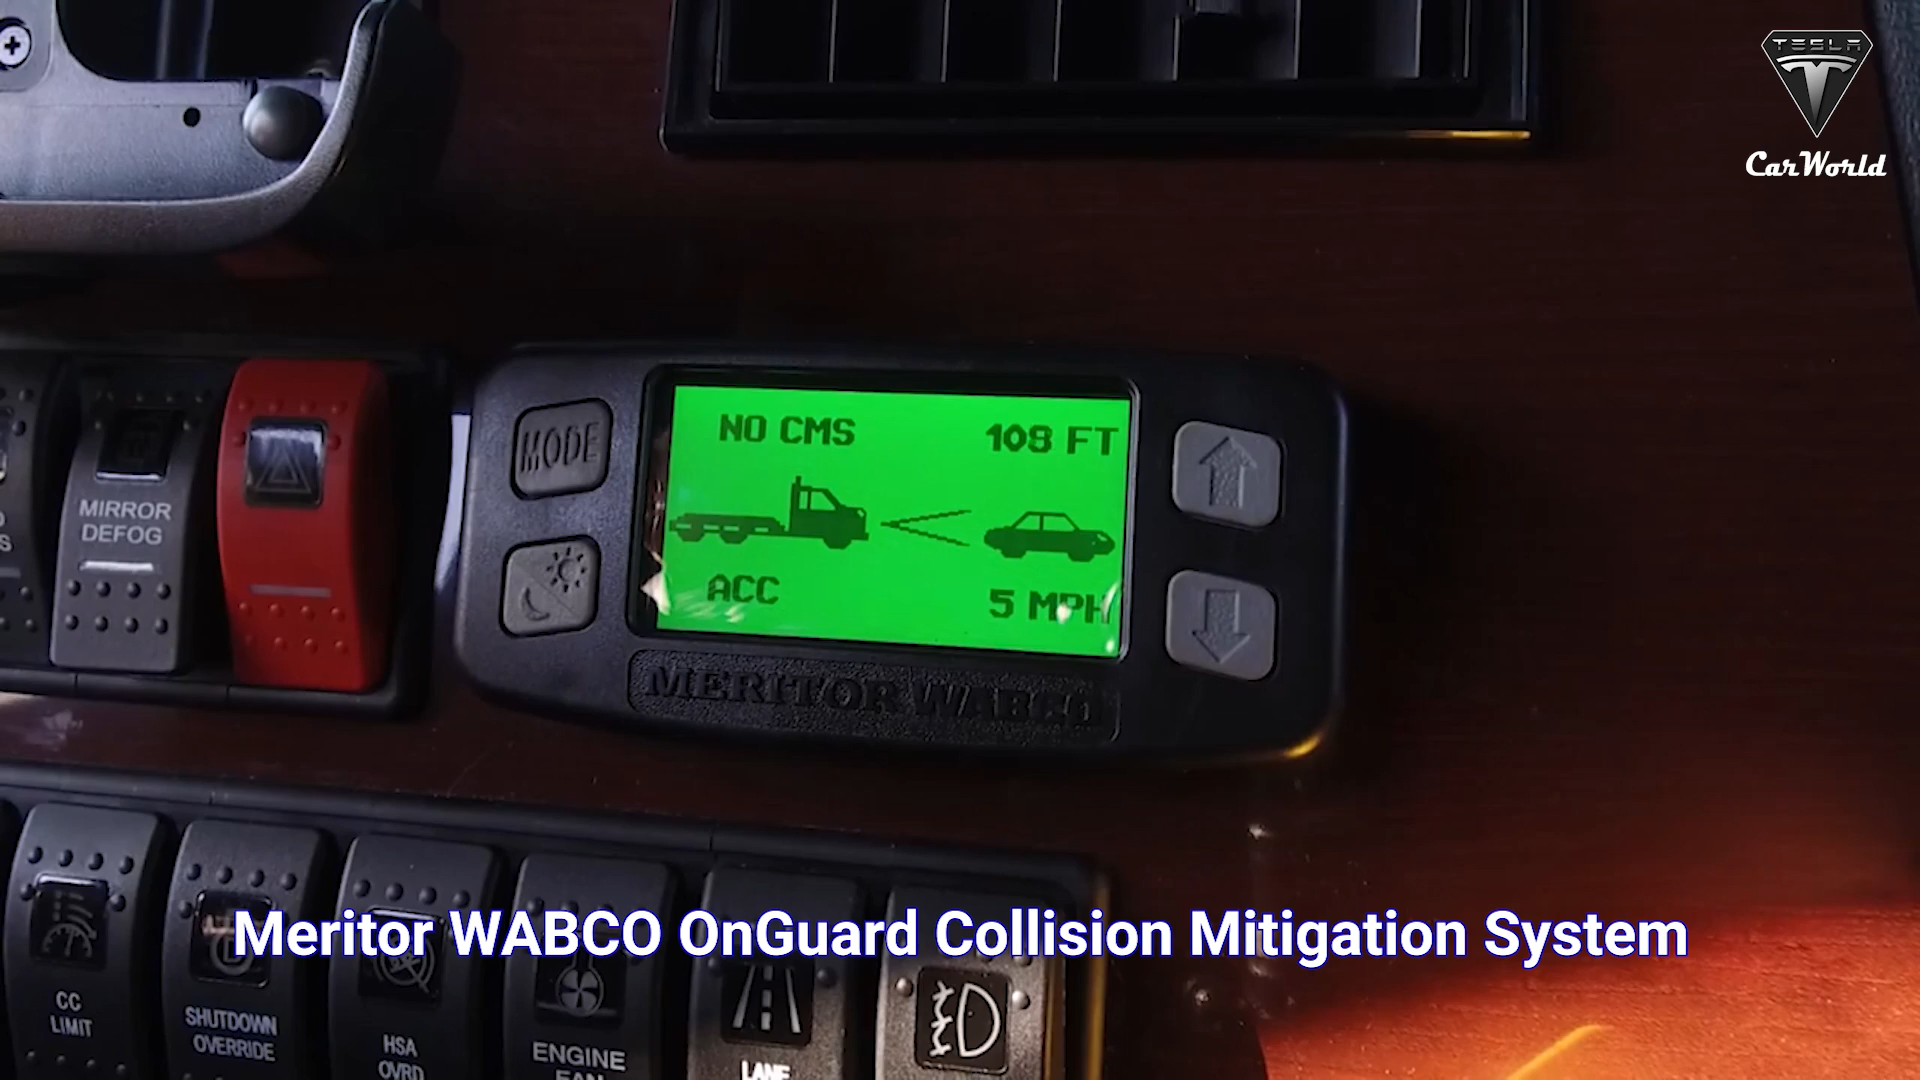 TESLA
CarWorld
MODE
NO CMS
108 FT
ACC
5 MPH
MERITOR WABCO
MIRROR
DEFOG
Meritor WABCO OnGuard Collision Mitigation System
CC
LIMIT
SHUTDOWN
OVERRIDE
HSA
OVRD
ENGINE
FAN
LANE